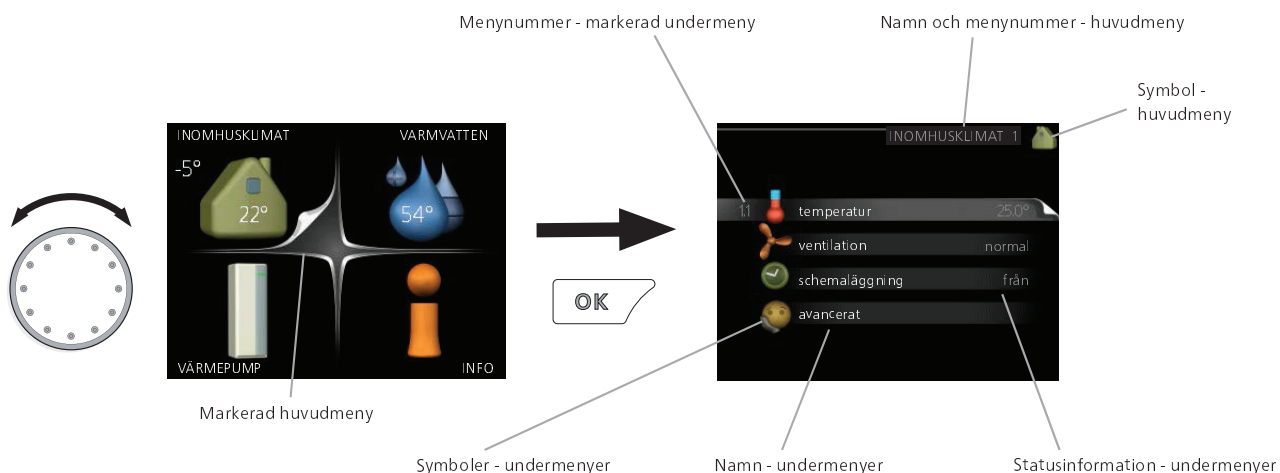 Menynummer - markerad undermeny
Namn och menynummer - huvudmeny
Symbol -
huvudmeny
INOMHUSKLIMAT
VARMVATTEN
-5°
22°
54°
VÄRMEPUMP
INFO
Markerad huvudmeny
OK
INOMHUSKLIMAT 1
1.1
temperatur
25.0°
ventilation
normal
schemaläggning
från
avancerat
Symboler - undermenyer
Namn - undermenyer
Statusinformation - undermenyer